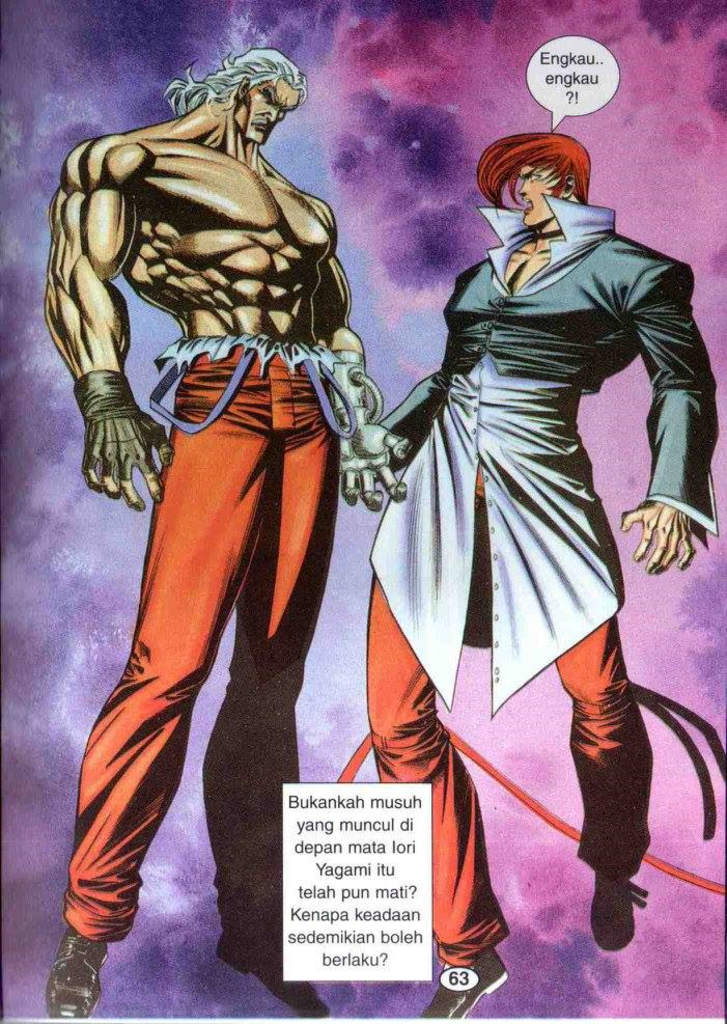 Engkau..
engkau
?!
Bukankah musuh
yang muncul di
depan mata Iori
Yagami itu
telah pun mati?
Kenapa keadaan
sedemikian boleh
berlaku?
63